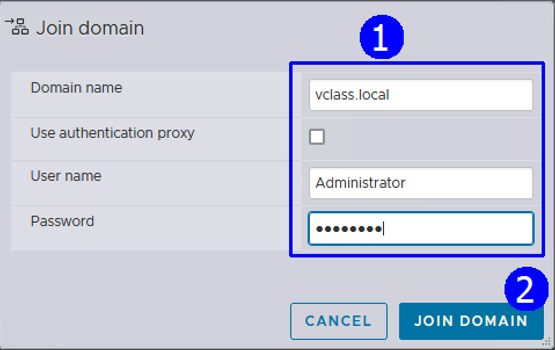 Join domain
1
Domain name
vclass.local
Use authentication proxy
User name
Administrator
Password
••••••••
2
CANCEL
JOIN DOMAIN